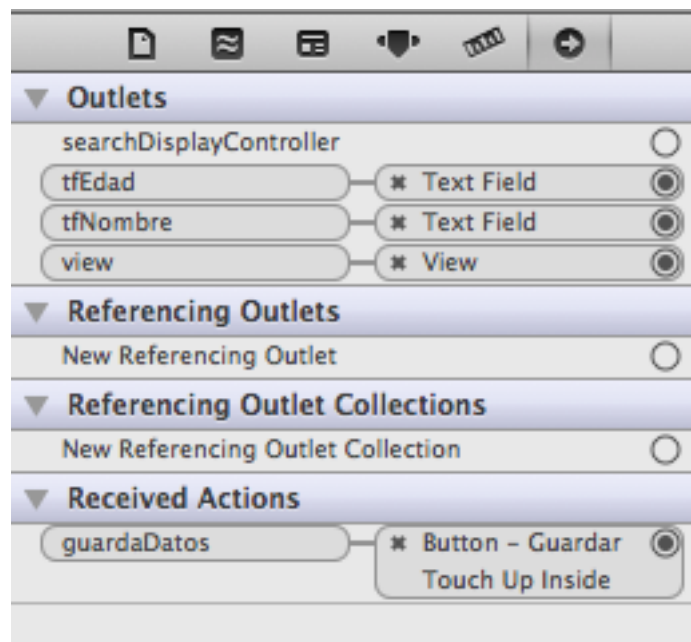 Outlets
searchDisplayController
tfEdad ✖ Text Field
tfNombre ✖ Text Field
view ✖ View
Referencing Outlets
New Referencing Outlet
Referencing Outlet Collections
New Referencing Outlet Collection
Received Actions
guardaDatos ✖ Button – Guardar
Touch Up Inside